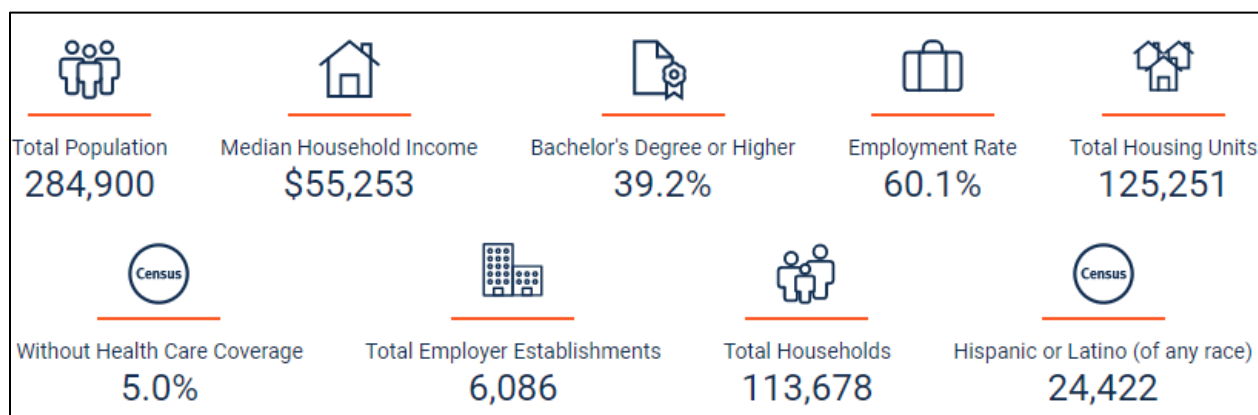 Total Population
Median Household Income
Bachelor's Degree or Higher
Employment Rate
Total Housing Units
284,900
$55,253
39.2%
60.1%
125,251
Census
Census
Without Health Care Coverage
Total Employer Establishments
Total Households
Hispanic or Latino (of any race)
5.0%
6,086
113,678
24,422